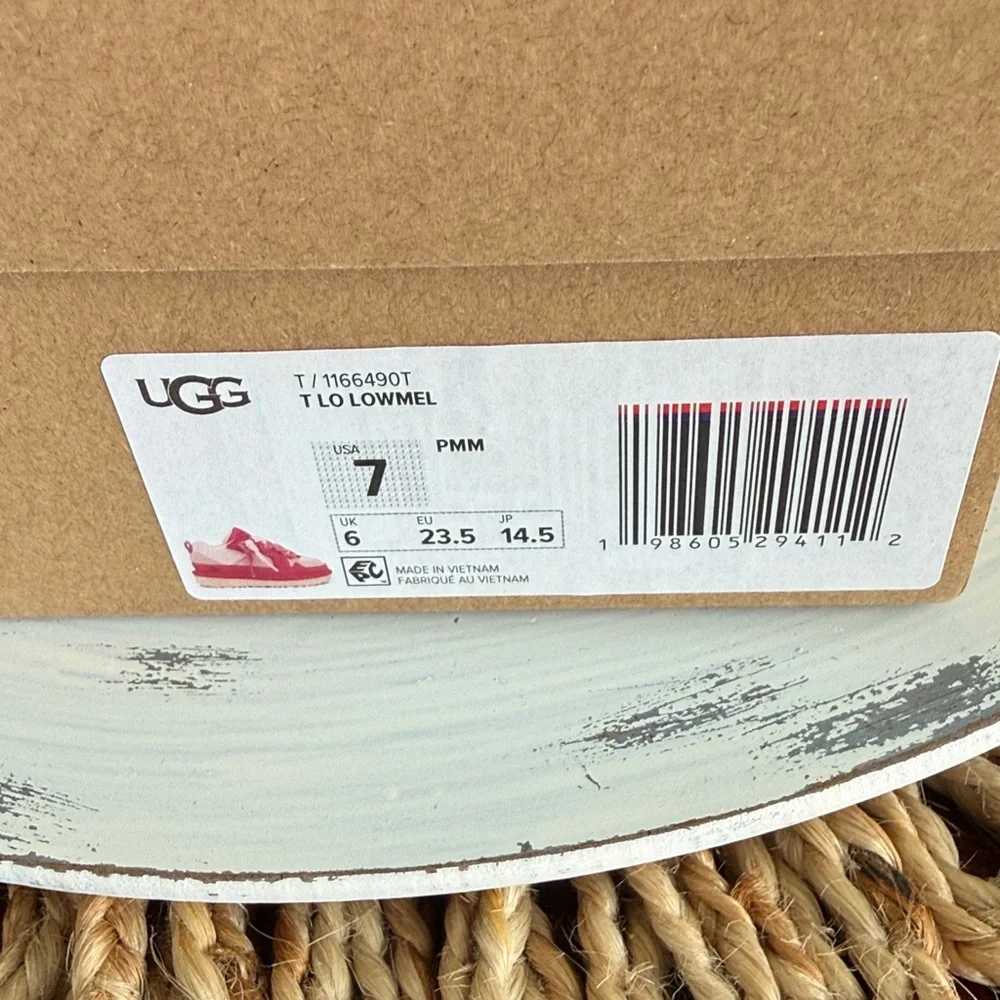 UGG
T / 1166490T
T LO LOWMEL
USA
7
PMM
UK EU JP
6 23.5 14.5
MADE IN VIETNAM
FABRIQUÉ AU VIETNAM
1 98605 29411 2